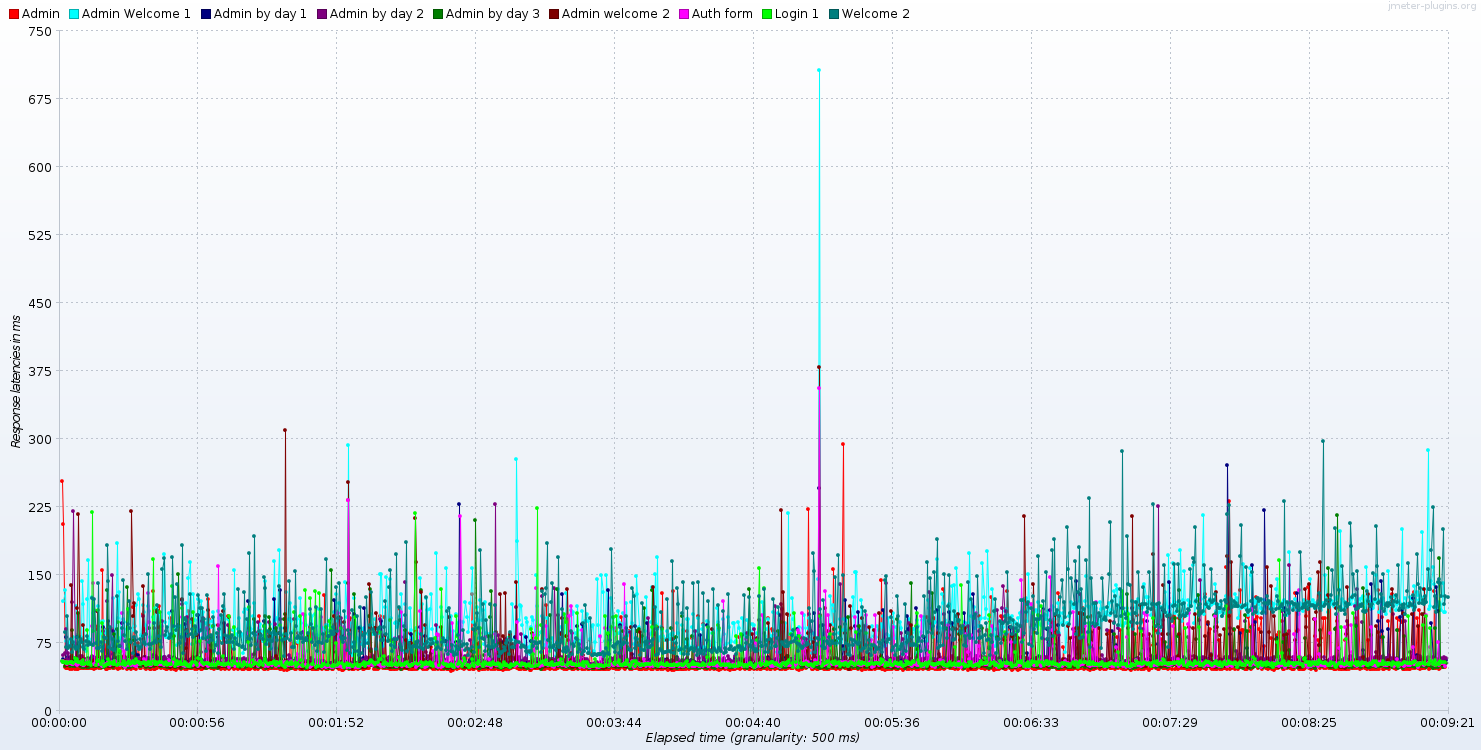 Admin Admin Welcome 1 Admin by day 1 Admin by day 2 Admin by day 3 Admin welcome 2 Auth form Login 1 Welcome 2
jmeter-plugins.org
750
675
600
525
450
375
300
225
150
75
0
Response latencies in ms
00:00:00 00:00:56 00:01:52 00:02:48 00:03:44 00:04:40 00:05:36 00:06:33 00:07:29 00:08:25 00:09:21
Elapsed time (granularity: 500 ms)